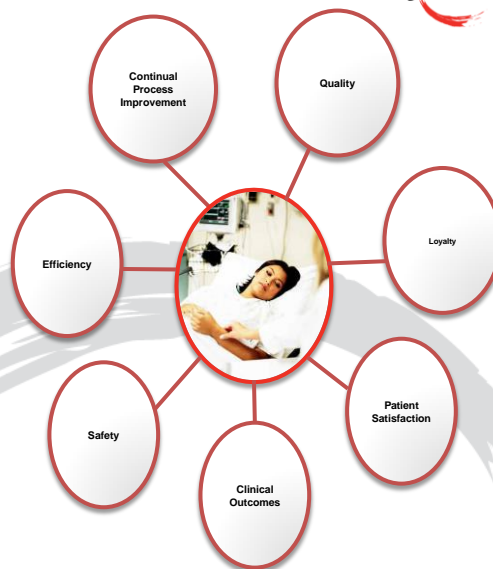 Continual
Process
Improvement
Quality
Loyalty
Efficiency
Patient
Satisfaction
Safety
Clinical
Outcomes